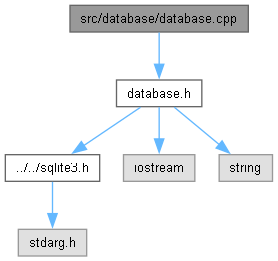 src/database/database.cpp
database.h
../../sqlite3.h
iostream
string
stdarg.h